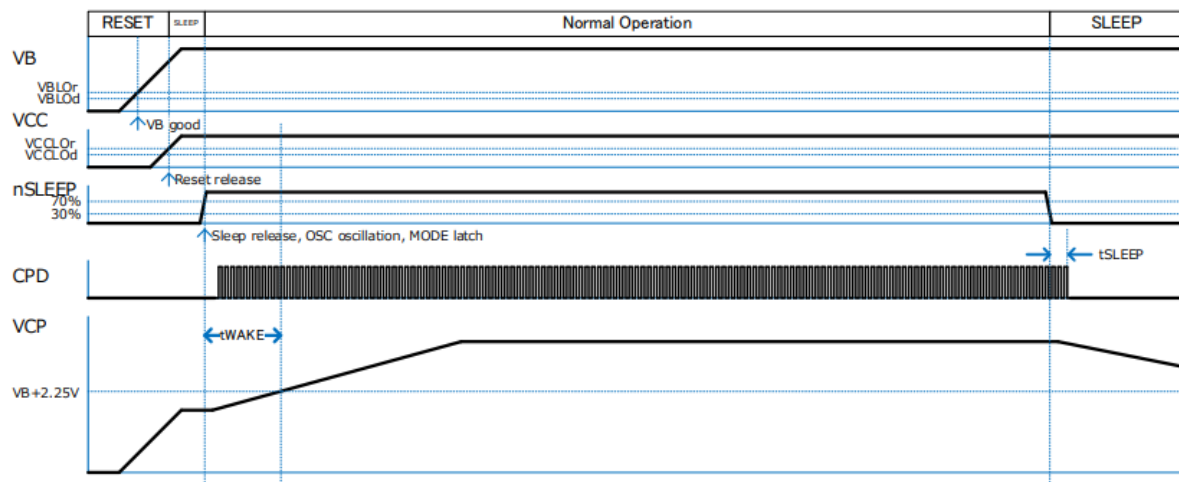 RESET SLEEP Normal Operation SLEEP
VB
VBLOr
VBLOd
VB good
VCC
VCCLOr
VCCLOd
Reset release
nSLEEP
70%
30%
Sleep release, OSC oscillation, MODE latch
tSLEEP
CPD
VCP
tWAKE
VB+2.25V